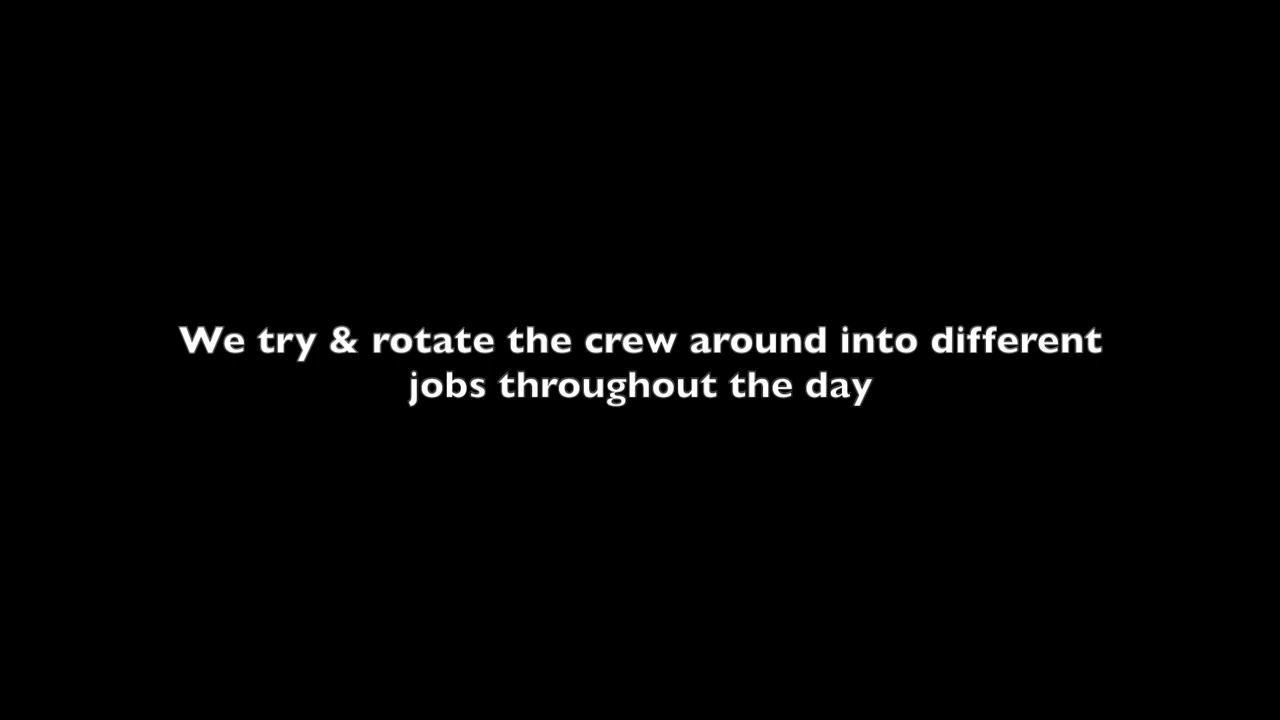 We try & rotate the crew around into different
jobs throughout the day